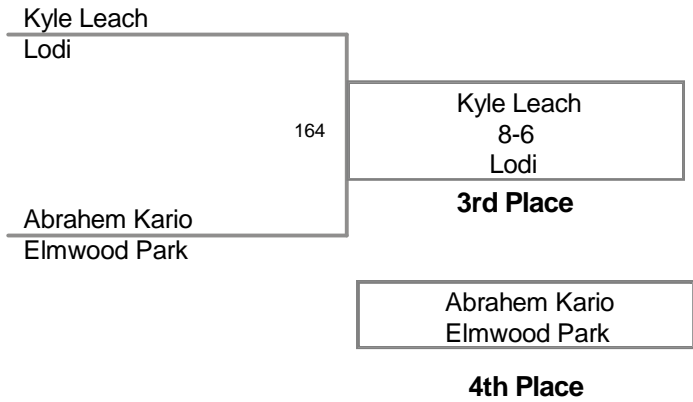 Kyle Leach
Lodi
164
Kyle Leach
8-6
Lodi
3rd Place
Abrahem Kario
Elmwood Park
Abrahem Kario
Elmwood Park
4th Place